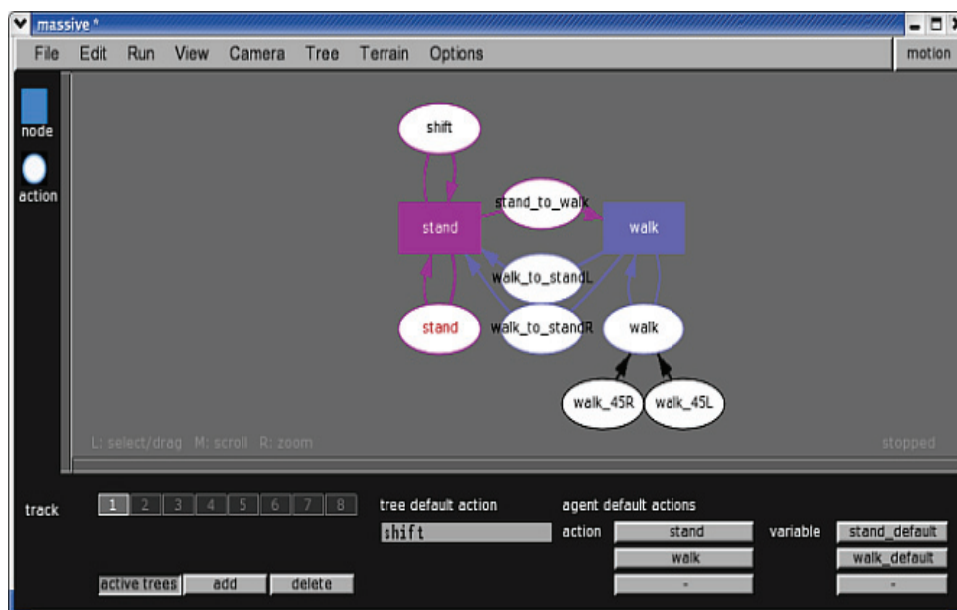 massive *
File Edit Run View Camera Tree Terrain Options motion
node
action
shift
stand_to_walk
stand
walk
walk_to_standL
stand
walk_to_standR
walk
walk_45R
walk_45L
L: select/drag M: scroll R: zoom
stopped
track
1 2 3 4 5 6 7 8
tree default action
shift
agent default actions
action
stand
walk
-
variable
stand_default
walk_default
-
active trees add delete